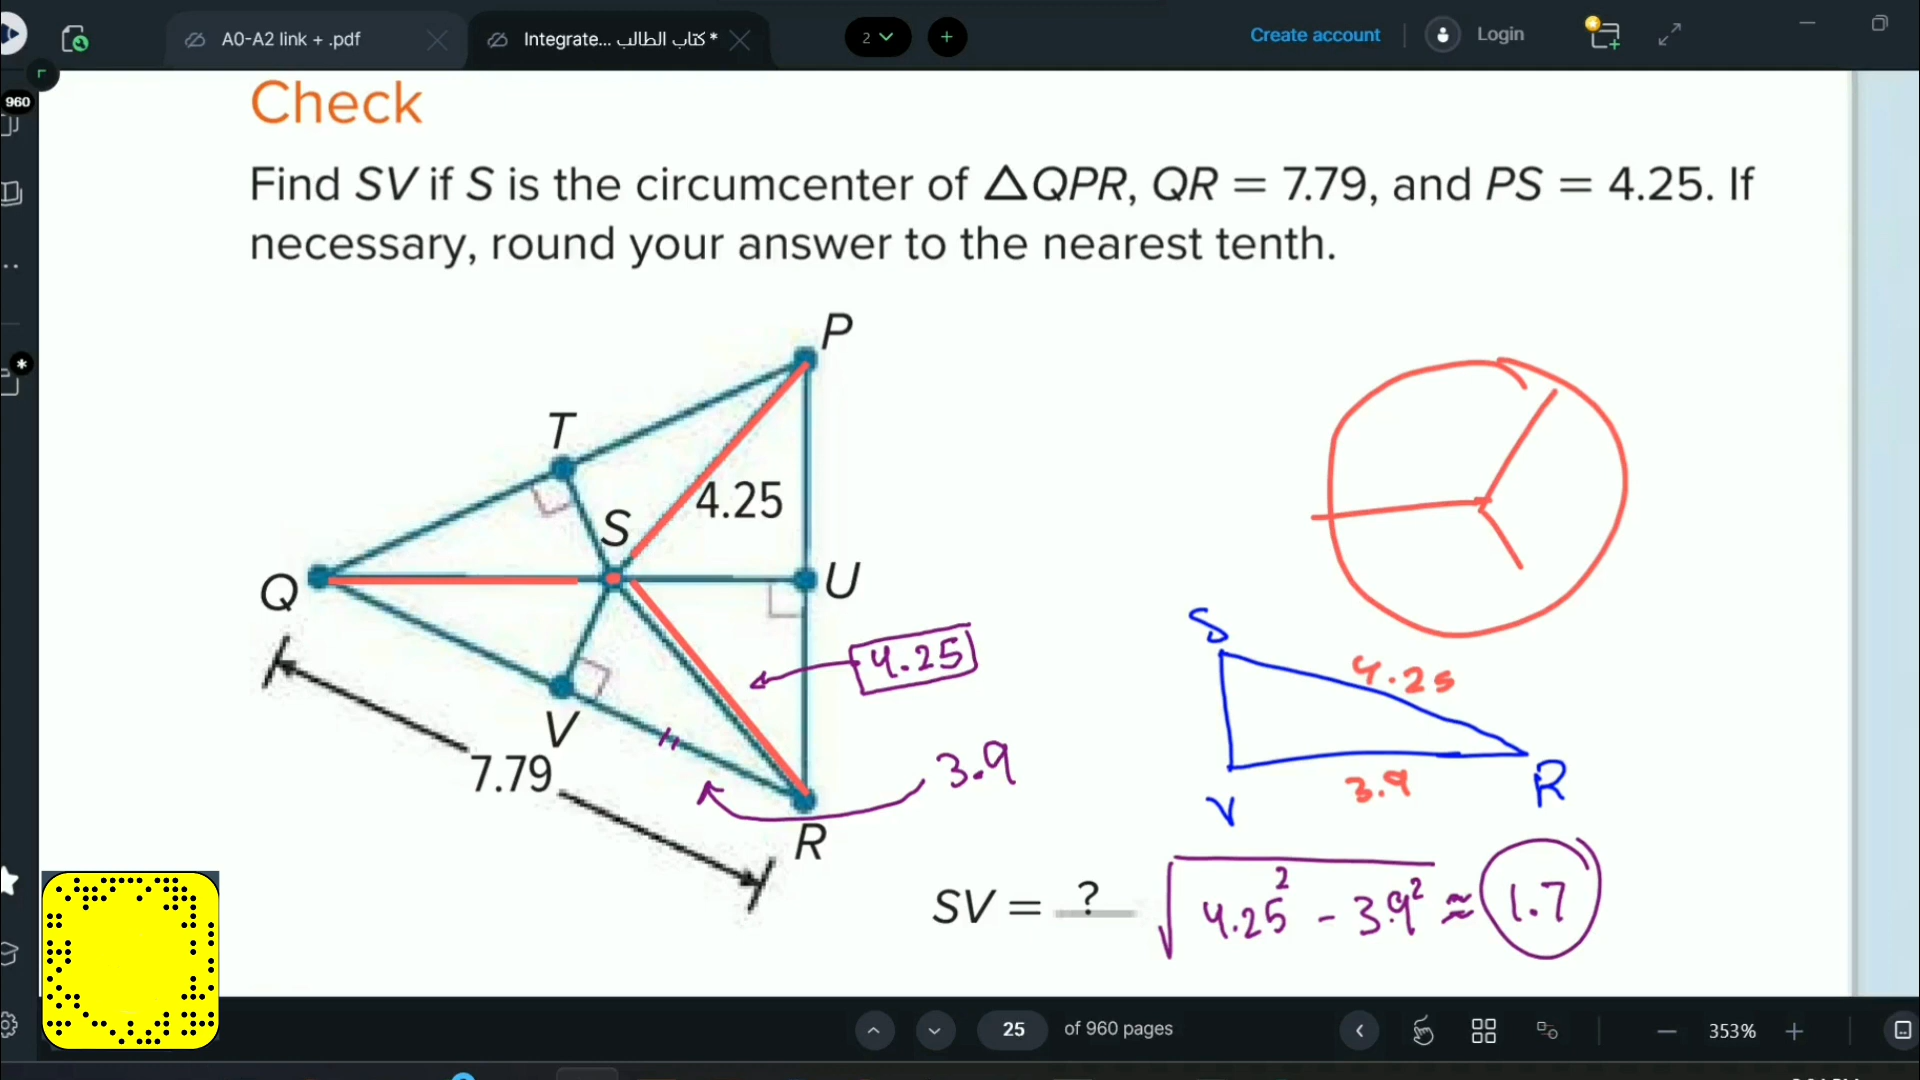 A0-A2 link + .pdf
Integrate... كتاب الطالب *
2
Create account
Login
960
Check
Find SV if S is the circumcenter of △QPR, QR = 7.79, and PS = 4.25. If
necessary, round your answer to the nearest tenth.
P
T
4.25
S
Q
U
V
7.79
R
4.25
3.9
S
4.25
3.9
V
R
SV = ? √4.25² - 3.9² ≈ 1.7
25
of 960 pages
353%